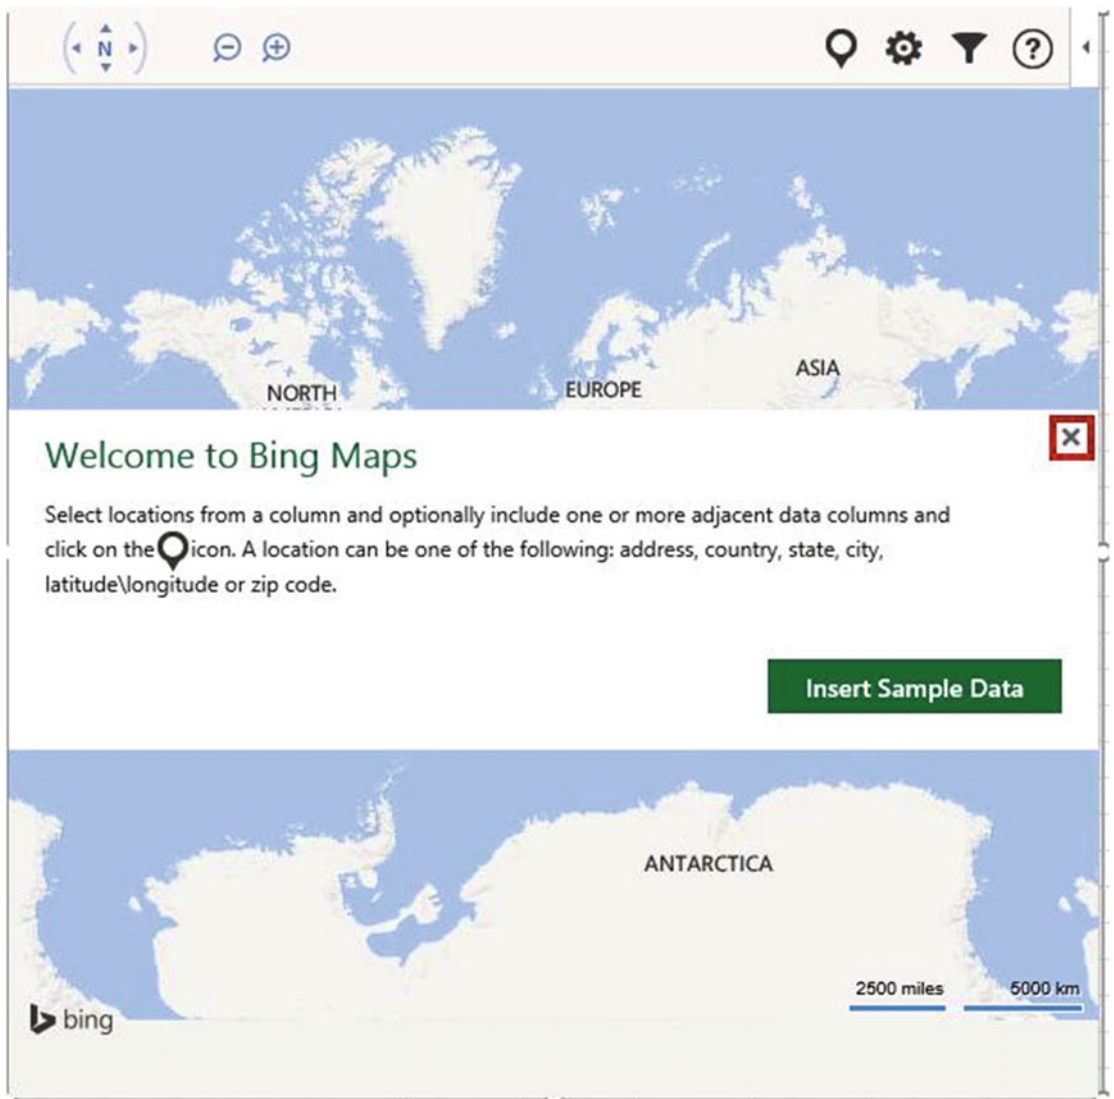 N
NORTH
EUROPE
ASIA
Welcome to Bing Maps
Select locations from a column and optionally include one or more adjacent data columns and
click on the icon. A location can be one of the following: address, country, state, city,
latitude\longitude or zip code.
Insert Sample Data
ANTARCTICA
2500 miles 5000 km
bing